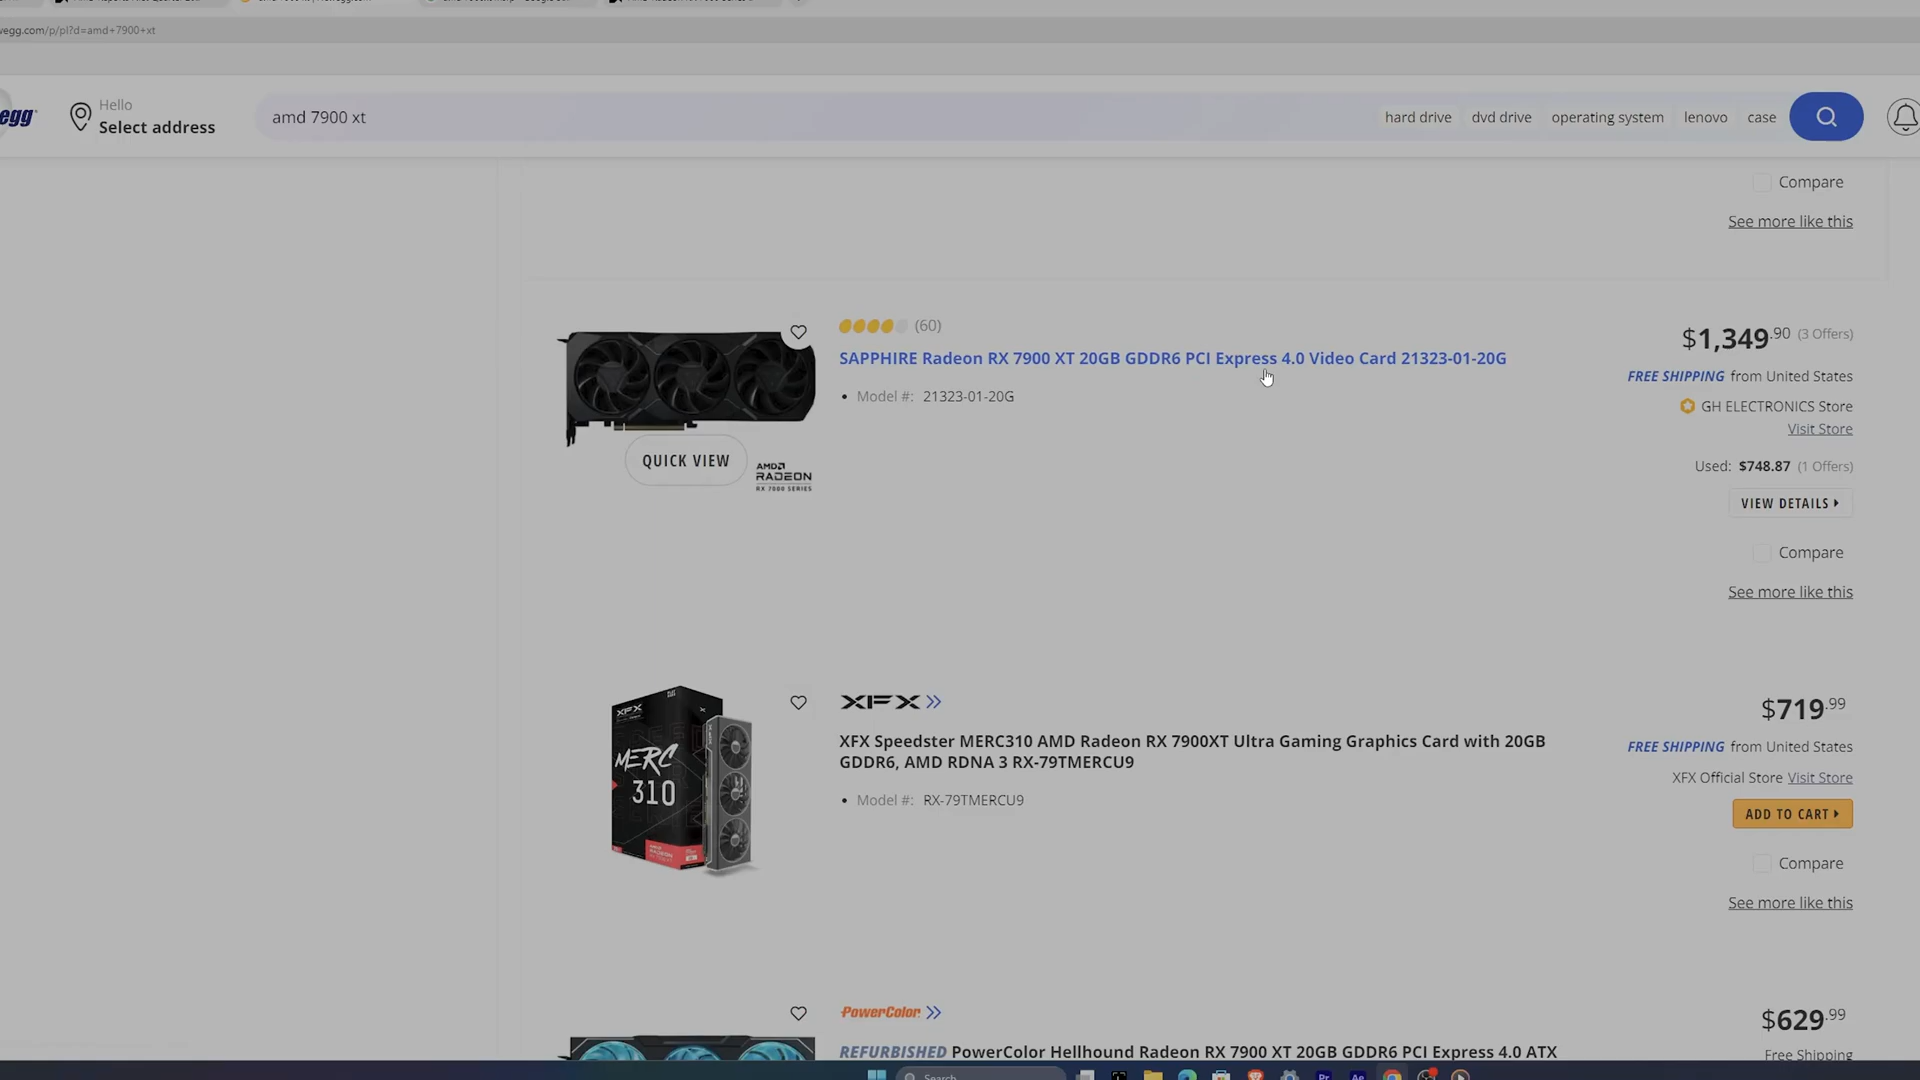 wegg.com/p/pl?d=amd+7900+xt
egg
Hello
Select address
amd 7900 xt
hard drive dvd drive operating system lenovo case
Compare
See more like this
(60)
SAPPHIRE Radeon RX 7900 XT 20GB GDDR6 PCI Express 4.0 Video Card 21323-01-20G
Model #: 21323-01-20G
QUICK VIEW
AMD
RADEON
RX 7000 SERIES
$1,349.90 (3 Offers)
FREE SHIPPING from United States
GH ELECTRONICS Store
Visit Store
Used: $748.87 (1 Offers)
VIEW DETAILS
Compare
See more like this
XFX
MERC
310
XFX
XFX Speedster MERC310 AMD Radeon RX 7900XT Ultra Gaming Graphics Card with 20GB
GDDR6, AMD RDNA 3 RX-79TMERCU9
Model #: RX-79TMERCU9
$719.99
FREE SHIPPING from United States
XFX Official Store Visit Store
ADD TO CART
Compare
See more like this
PowerColor
REFURBISHED PowerColor Hellhound Radeon RX 7900 XT 20GB GDDR6 PCI Express 4.0 ATX
$629.99
Free Shipping
Search
Pr
Ae